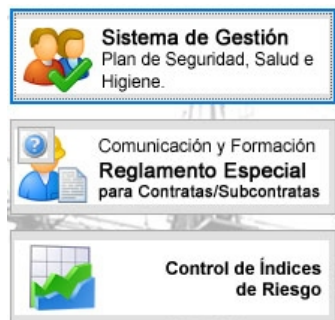 Sistema de Gestión
Plan de Seguridad, Salud e
Higiene.
Comunicación y Formación
Reglamento Especial
para Contratas/Subcontratas
Control de Índices
de Riesgo